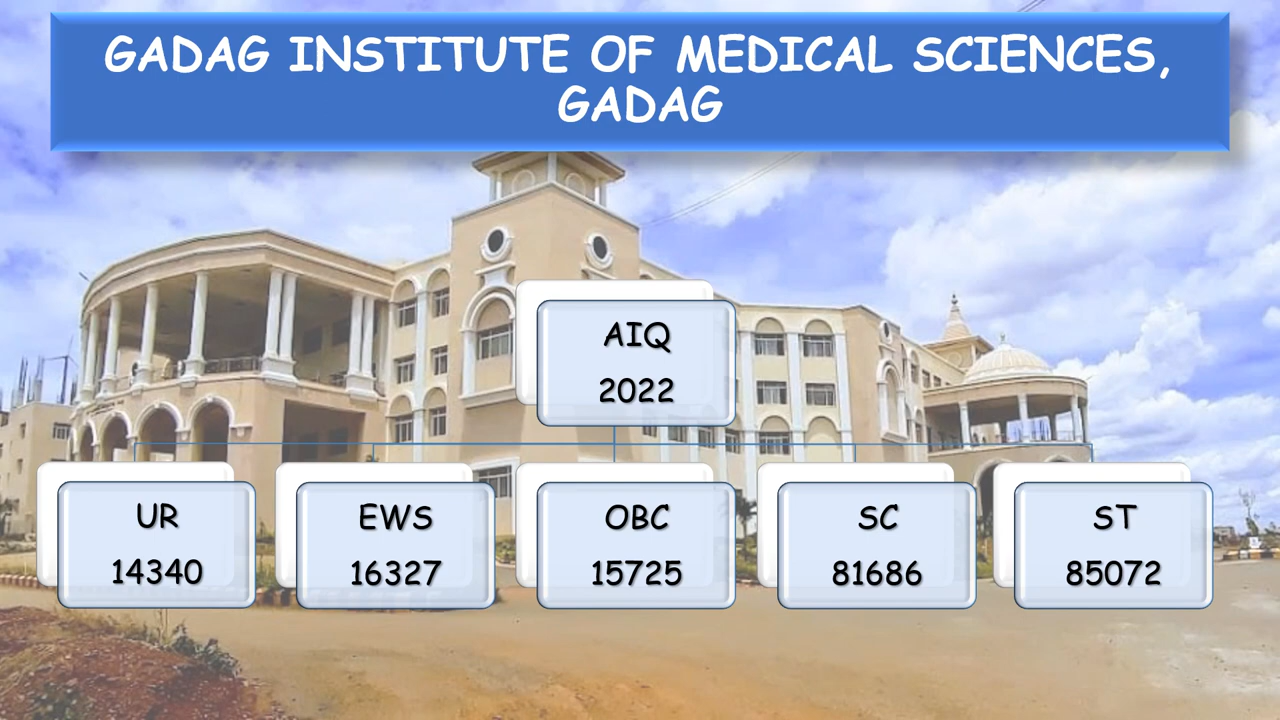 GADAG INSTITUTE OF MEDICAL SCIENCES,
GADAG
AIQ
2022
UR
14340
EWS
16327
OBC
15725
SC
81686
ST
85072